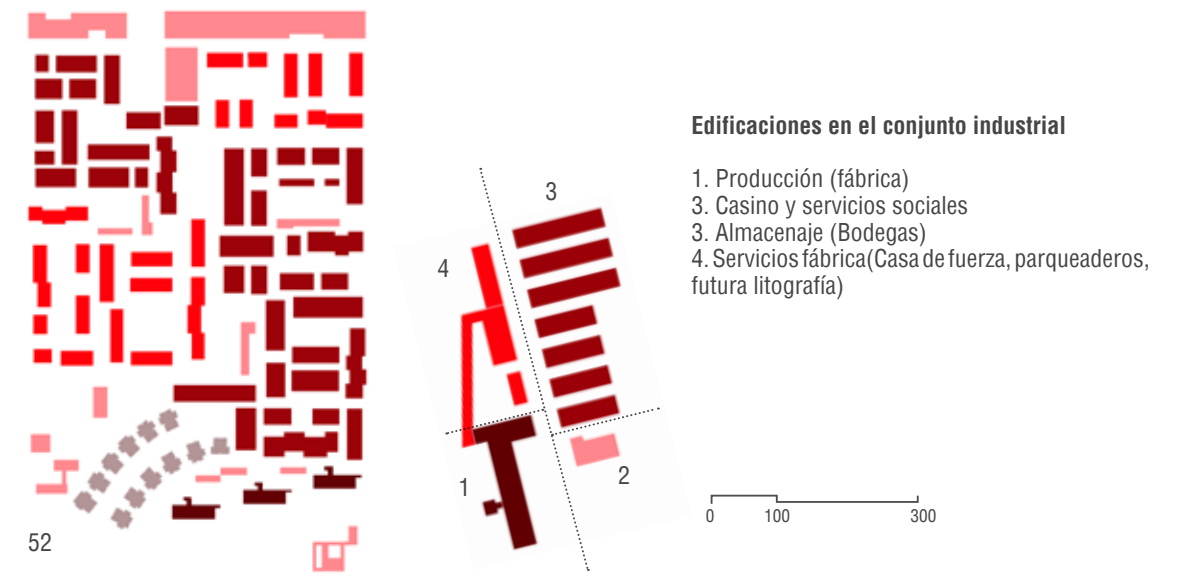 Edificaciones en el conjunto industrial
1. Producción (fábrica)
3. Casino y servicios sociales
3. Almacenaje (Bodegas)
4. Servicios fábrica(Casa de fuerza, parqueaderos,
futura litografía)
3
4
1
2
52
0 100 300